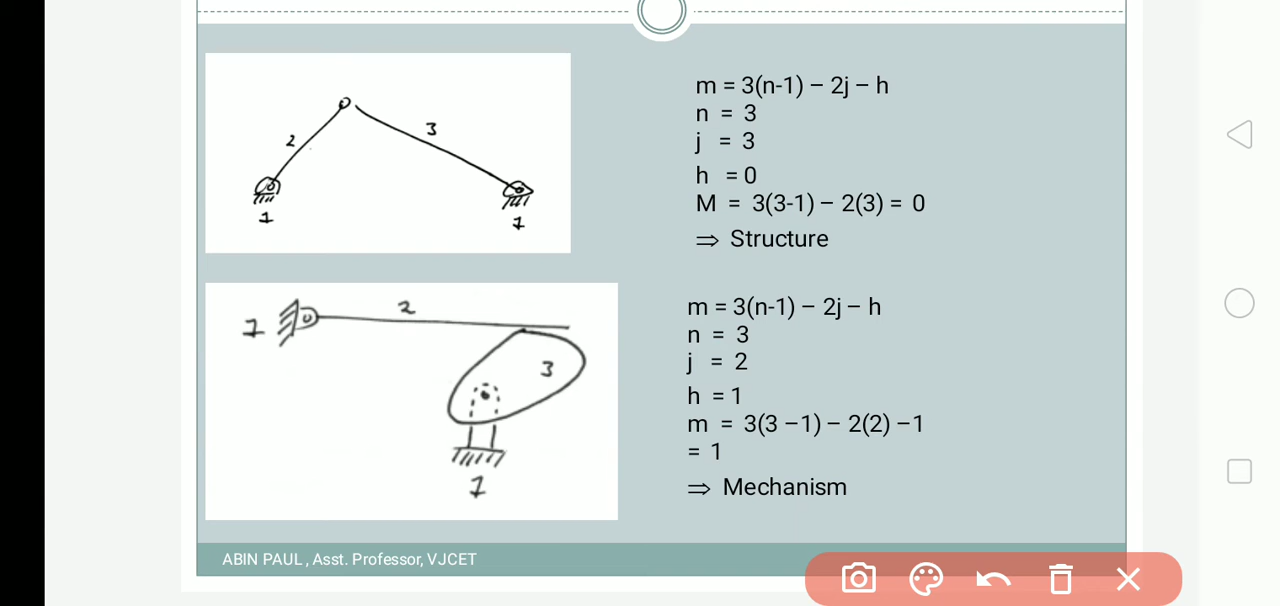 m = 3(n-1) – 2j – h
n = 3
j = 3
h = 0
M = 3(3-1) – 2(3) = 0
⇒ Structure
2
3
1
1
m = 3(n-1) – 2j – h
n = 3
j = 2
h = 1
m = 3(3 –1) – 2(2) –1
= 1
⇒ Mechanism
1
2
3
1
ABIN PAUL , Asst. Professor, VJCET